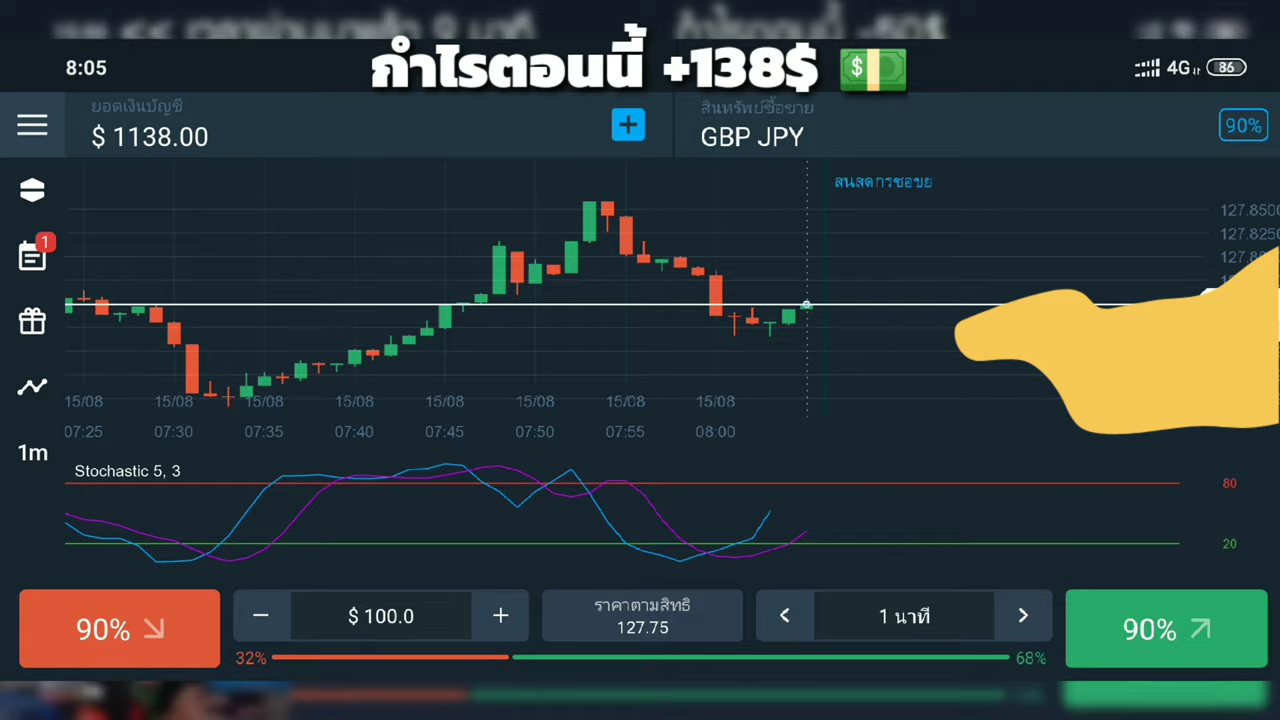 กำไรตอนนี้ +138$
8:05
4G
86
ยอดเงินบัญชี
$ 1138.00
+
สินทรัพย์ซื้อขาย
GBP JPY
90%
1
1m
127.850
127.825
15/08 15/08 15/08 15/08 15/08 15/08 15/08 15/08
07:25 07:30 07:35 07:40 07:45 07:50 07:55 08:00
Stochastic 5, 3
80
20
90%
− $ 100.0 +
ราคาตามสิทธิ
127.75
< 1 นาที >
90%
32%
68%